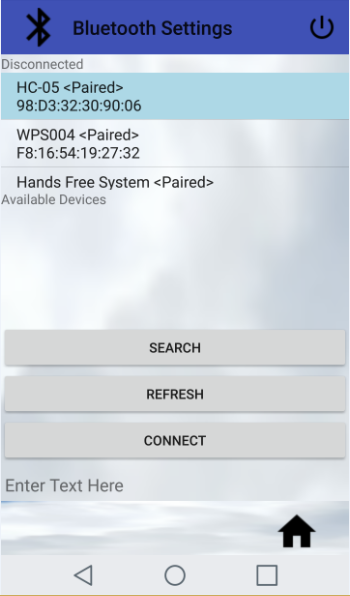 Bluetooth Settings
Disconnected
HC-05 <Paired>
98:D3:32:30:90:06
WPS004 <Paired>
F8:16:54:19:27:32
Hands Free System <Paired>
Available Devices
SEARCH
REFRESH
CONNECT
Enter Text Here